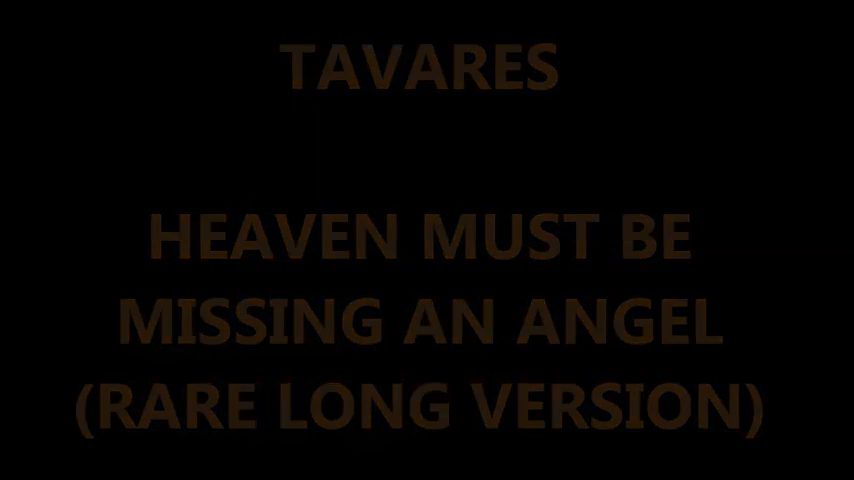 TAVARES
HEAVEN MUST BE
MISSING AN ANGEL
(RARE LONG VERSION)